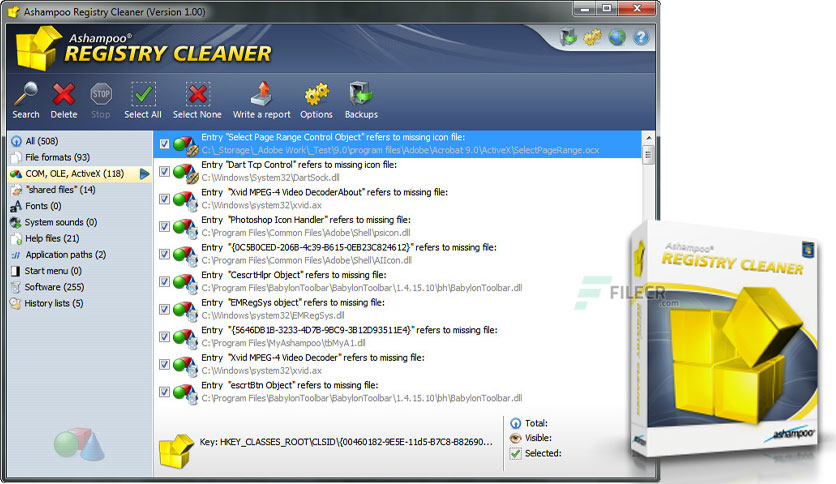 Ashampoo Registry Cleaner (Version 1.00)
Ashampoo®
REGISTRY CLEANER
Search
Delete
Stop
Select All
Select None
Write a report
Options
Backups
All (508)
File formats (93)
COM, OLE, ActiveX (118)
"shared files" (14)
Fonts (0)
System sounds (0)
Help files (21)
Application paths (2)
Start menu (0)
Software (255)
History lists (5)
Entry "Select Page Range Control Object" refers to missing icon file:
C:\_Storage\_Adobe Work\_Test\9.0\program files\Adobe\Acrobat 9.0\ActiveX\SelectPageRange.ocx
Entry "Dart Tcp Control" refers to missing icon file:
C:\Windows\System32\DartSock.dll
Entry "Xvid MPEG-4 Video DecoderAbout" refers to missing file:
C:\Windows\system32\xvid.ax
Entry "Photoshop Icon Handler" refers to missing file:
C:\Program Files\Common Files\Adobe\Shell\psicon.dll
Entry "{0C5B0CED-206B-4c39-B615-0EB23C824612}" refers to missing file:
C:\Program Files\Common Files\Adobe\Shell\AIIcon.dll
Entry "CescrtHlpr Object" refers to missing file:
C:\Program Files\BabylonToolbar\BabylonToolbar\1.4.15.10\bh\BabylonToolbar.dll
Entry "EMRegSys object" refers to missing file:
C:\Windows\system32\EMRegSys.dll
Entry "{5646DB1B-3233-4D7B-9BC9-3B12D93511E4}" refers to missing file:
C:\Program Files\MyAshampoo\tbMyA1.dll
Entry "Xvid MPEG-4 Video Decoder" refers to missing file:
C:\Windows\system32\xvid.ax
Entry "escrtBtn Object" refers to missing file:
C:\Program Files\BabylonToolbar\BabylonToolbar\1.4.15.10\bh\BabylonToolbar.dll
Key: HKEY_CLASSES_ROOT\CLSID\{00460182-9E5E-11d5-B7C8-B82690...
Total:
Visible:
Selected:
FILECR
.com
Ashampoo®
REGISTRY CLEANER
REGISTRY CLEANER
ashampoo®